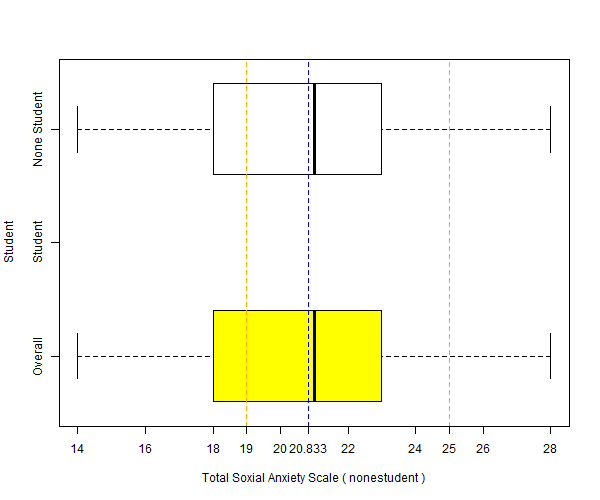 None Student
Student
Student
Overall
14 16 18 19 20 20.833 22 24 25 26 28
Total Soxial Anxiety Scale ( nonestudent )